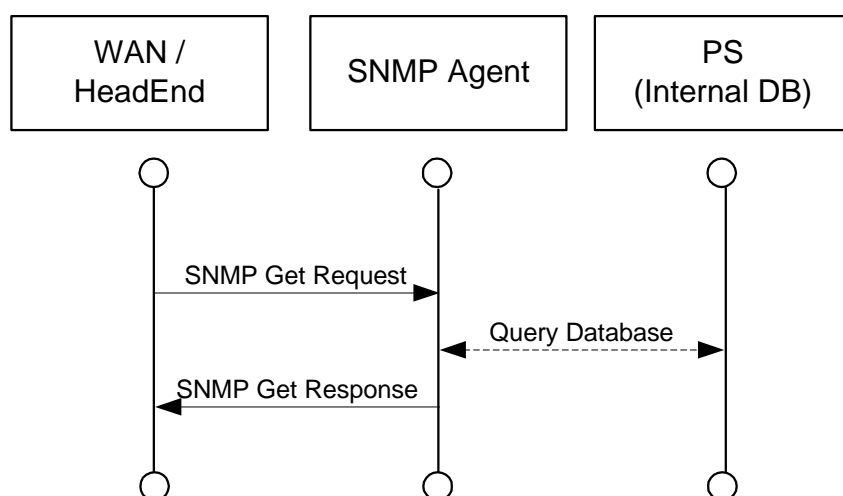 WAN /
HeadEnd
SNMP Agent
PS
(Internal DB)
SNMP Get Request
Query Database
SNMP Get Response